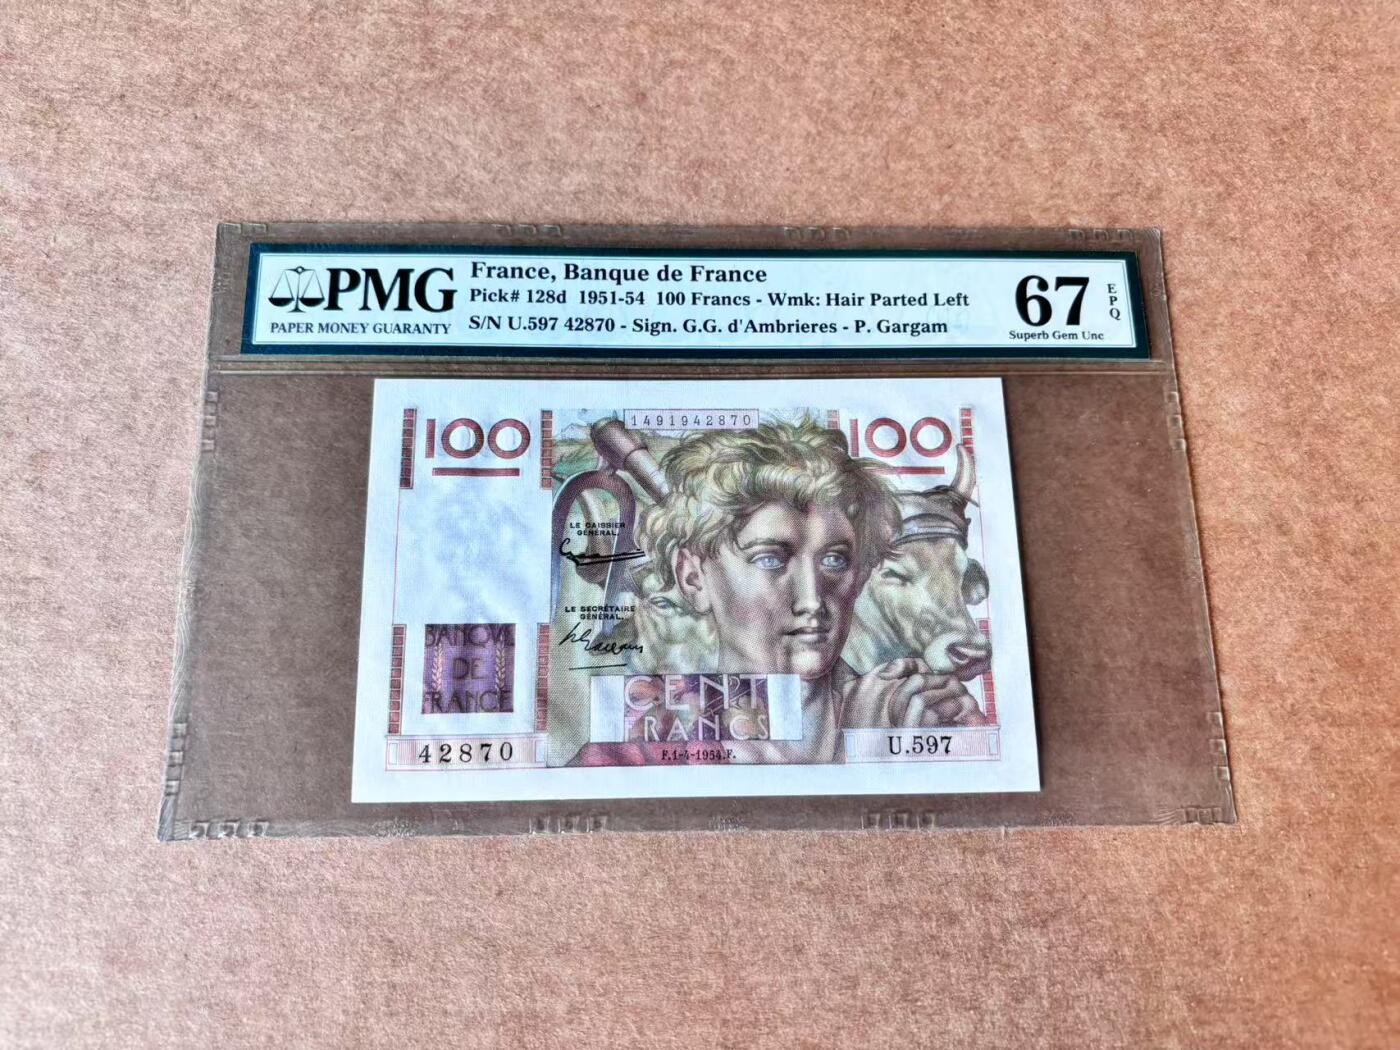 PMG
PAPER MONEY GUARANTY
France, Banque de France
Pick# 128d 1951-54 100 Francs - Wmk: Hair Parted Left
S/N U.597 42870 - Sign. G.G. d'Ambrieres - P. Gargam
67
EPQ
Superb Gem Unc
100
1491942870
100
LE CAISSIER
GÉNÉRAL.
LE SECRÉTAIRE
GÉNÉRAL.
BANQUE
DE
FRANCE
CENT
FRANCS
42870
F.1-4-1954.F.
U.597